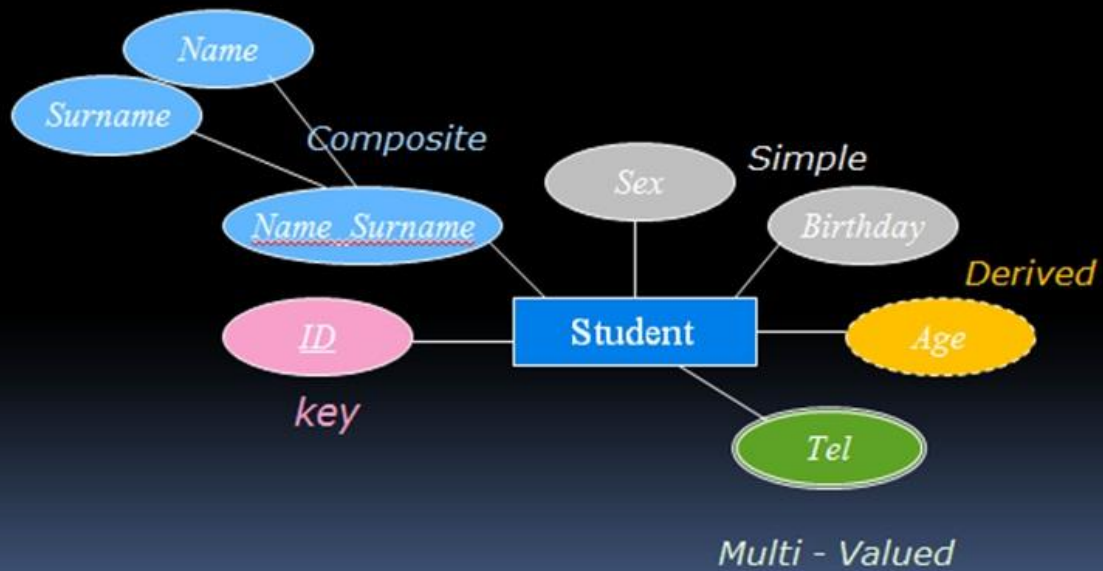 Name
Surname
Composite
Sex
Simple
Name_Surname
Birthday
Derived
ID
Student
Age
key
Tel
Multi - Valued